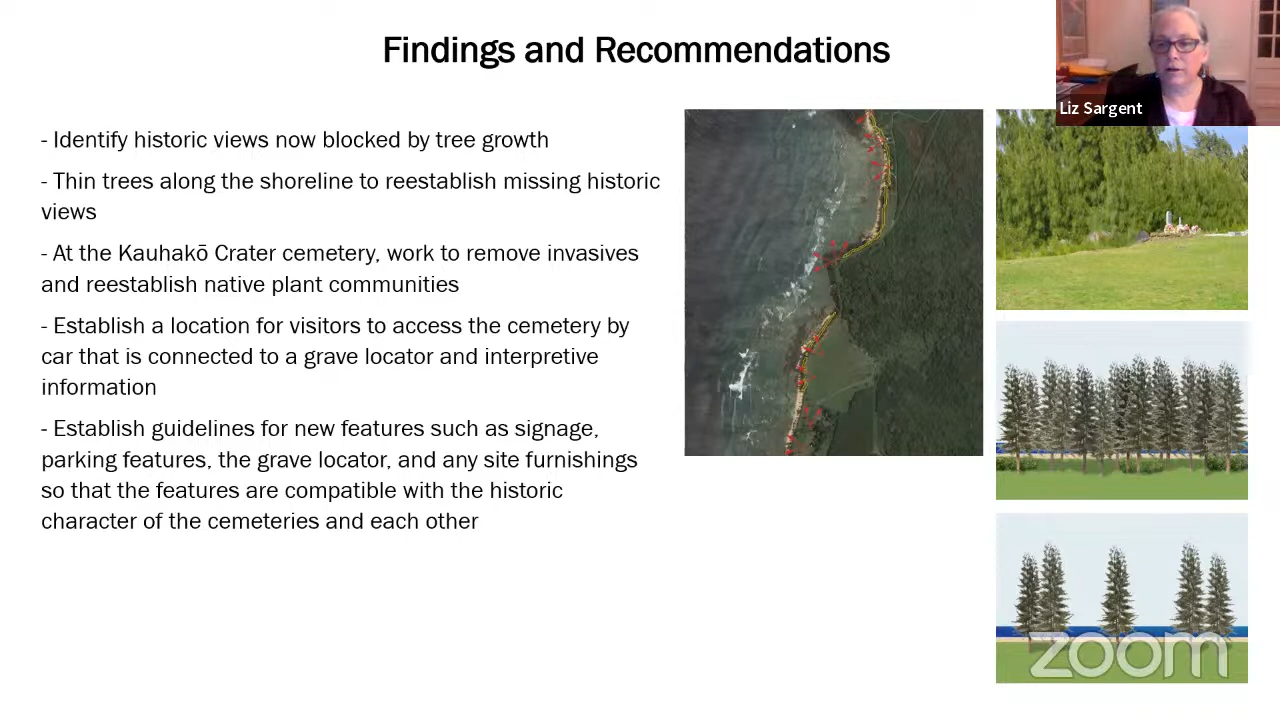 Findings and Recommendations
Liz Sargent
- Identify historic views now blocked by tree growth
- Thin trees along the shoreline to reestablish missing historic
views
- At the Kauhakō Crater cemetery, work to remove invasives
and reestablish native plant communities
- Establish a location for visitors to access the cemetery by
car that is connected to a grave locator and interpretive
information
- Establish guidelines for new features such as signage,
parking features, the grave locator, and any site furnishings
so that the features are compatible with the historic
character of the cemeteries and each other
zoom